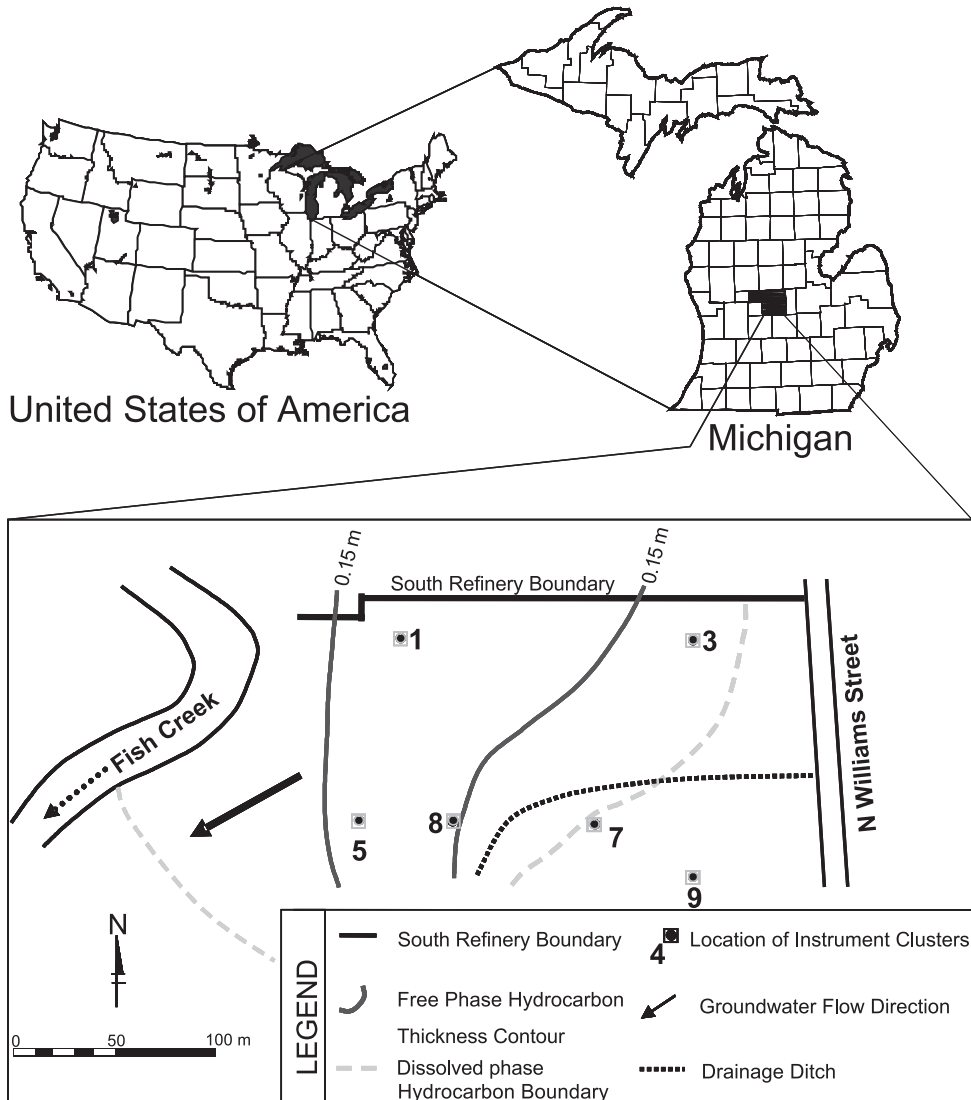 United States of America
Michigan
0.15 m
0.15 m
South Refinery Boundary
1
3
Fish Creek
N Williams Street
5
8
7
9
N
0 50 100 m
LEGEND
South Refinery Boundary
4 Location of Instrument Clusters
Free Phase Hydrocarbon
Thickness Contour
Groundwater Flow Direction
Dissolved phase
Hydrocarbon Boundary
Drainage Ditch